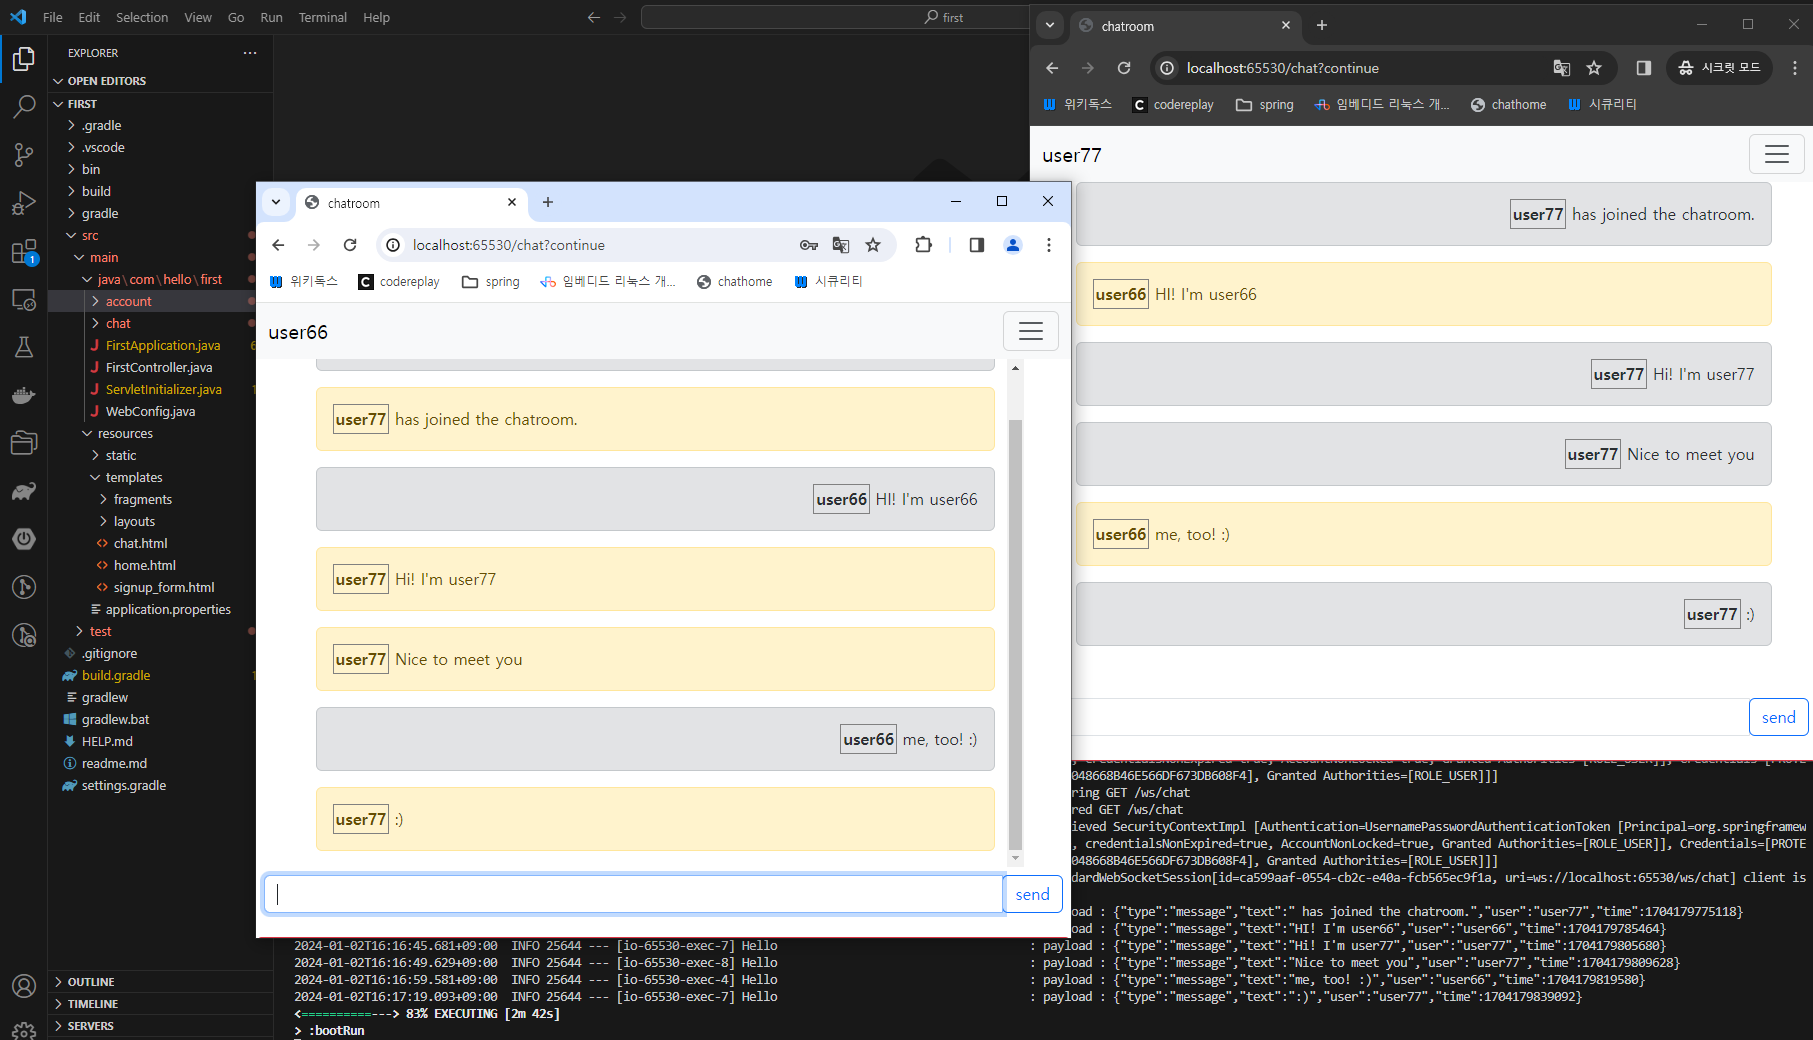 File Edit Selection View Go Run Terminal Help
first
EXPLORER
OPEN EDITORS
FIRST
.gradle
.vscode
bin
build
gradle
src
main
java\com\hello\first
account
chat
FirstApplication.java 6
FirstController.java
ServletInitializer.java 1
WebConfig.java
resources
static
templates
fragments
layouts
chat.html
home.html
signup_form.html
application.properties
test
.gitignore
build.gradle 1
gradlew
gradlew.bat
HELP.md
readme.md
settings.gradle
OUTLINE
TIMELINE
SERVERS
1
chatroom
localhost:65530/chat?continue
위키독스 codereplay spring 임베디드 리눅스 개... chathome 시큐리티
user66
user77 has joined the chatroom.
user66 HI! I'm user66
user77 Hi! I'm user77
user77 Nice to meet you
user66 me, too! :)
user77 :)
send
chatroom
localhost:65530/chat?continue
시크릿 모드
위키독스 codereplay spring 임베디드 리눅스 개... chathome 시큐리티
user77
user77 has joined the chatroom.
user66 HI! I'm user66
user77 Hi! I'm user77
user77 Nice to meet you
user66 me, too! :)
user77 :)
send
048668B46E566DF673DB608F4], Granted Authorities=[ROLE_USER]]]
ring GET /ws/chat
red GET /ws/chat
ieved SecurityContextImpl [Authentication=UsernamePasswordAuthenticationToken [Principal=org.springframew
, credentialsNonExpired=true, AccountNonLocked=true, Granted Authorities=[ROLE_USER]], Credentials=[PROTE
048668B46E566DF673DB608F4], Granted Authorities=[ROLE_USER]]]
dardWebSocketSession[id=ca599aaf-0554-cb2c-e40a-fcb565ec9f1a, uri=ws://localhost:65530/ws/chat] client is
oad : {"type":"message","text":" has joined the chatroom.","user":"user77","time":1704179775118}
oad : {"type":"message","text":"HI! I'm user66","user":"user66","time":1704179785464}
2024-01-02T16:16:45.681+09:00 INFO 25644 --- [io-65530-exec-7] Hello : payload : {"type":"message","text":"Hi! I'm user77","user":"user77","time":1704179805680}
2024-01-02T16:16:49.629+09:00 INFO 25644 --- [io-65530-exec-8] Hello : payload : {"type":"message","text":"Nice to meet you","user":"user77","time":1704179809628}
2024-01-02T16:16:59.581+09:00 INFO 25644 --- [io-65530-exec-4] Hello : payload : {"type":"message","text":"me, too! :)","user":"user66","time":1704179819580}
2024-01-02T16:17:19.093+09:00 INFO 25644 --- [io-65530-exec-7] Hello : payload : {"type":"message","text":":)","user":"user77","time":1704179839092}
<==========---> 83% EXECUTING [2m 42s]
> :bootRun